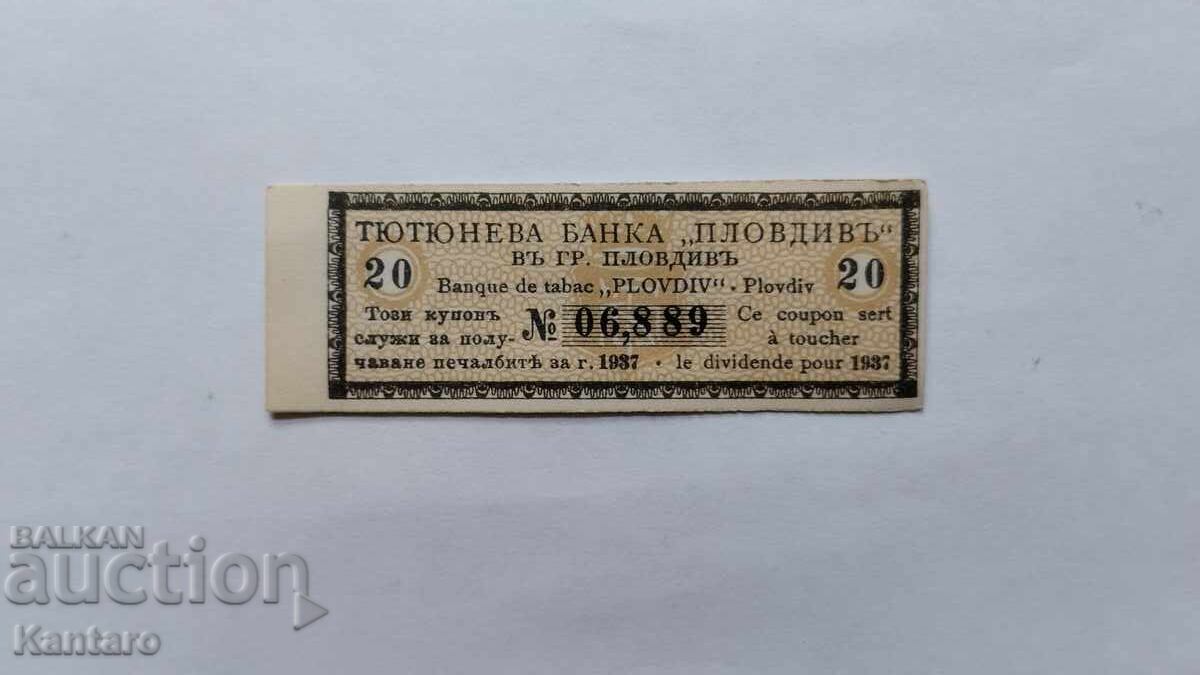 ТЮТЮНЕВА БАНКА „ПЛОВДИВЪ“
ВЪ ГР. ПЛОВДИВЪ
20
20
Banque de tabac „PLOVDIV“ - Plovdiv
Този купонъ
служи за полу-
чаване печалбитѣ за г. 1937 •
№ 06,889
Ce coupon sert
à toucher
le dividende pour 1937
BALKAN
auction
Kantaro